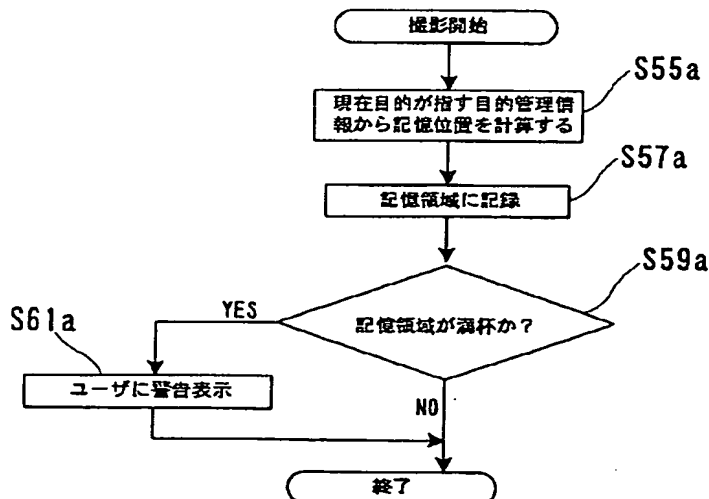 撮影開始
S55a
現在目的が指す目的管理情
報から記憶位置を計算する
S57a
記憶領域に記録
S59a
記憶領域が満杯か？
YES
S61a
ユーザに警告表示
NO
終了